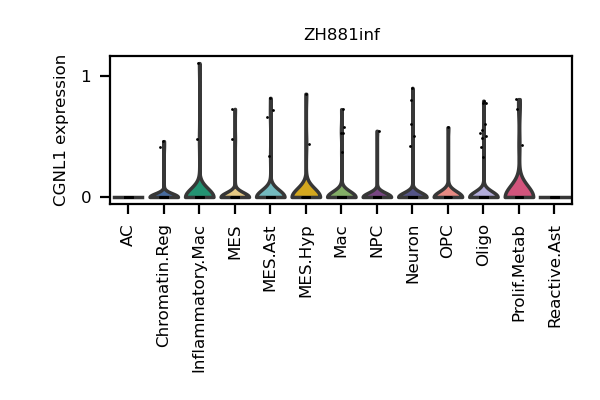 ZH881inf
CGNL1 expression
1
0
AC
Chromatin.Reg
Inflammatory.Mac
MES
MES.Ast
MES.Hyp
Mac
NPC
Neuron
OPC
Oligo
Prolif.Metab
Reactive.Ast